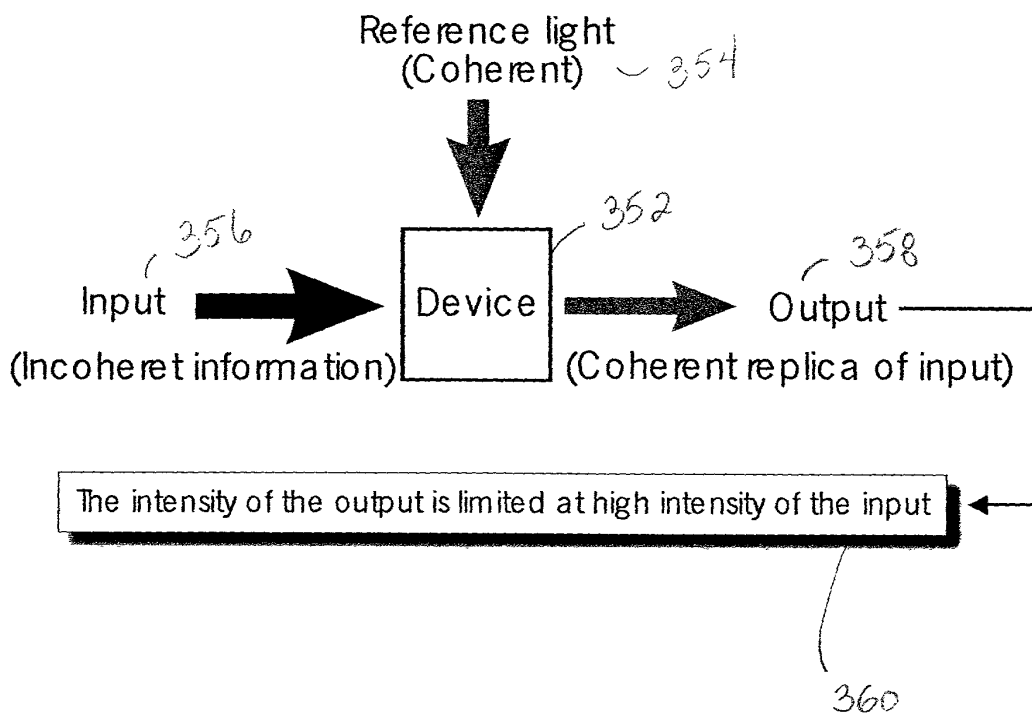 Reference light
(Coherent) 354
356
352
358
Input
Device
Output
(Incoheret information)
(Coherent replica of input)
The intensity of the output is limited at high intensity of the input
360